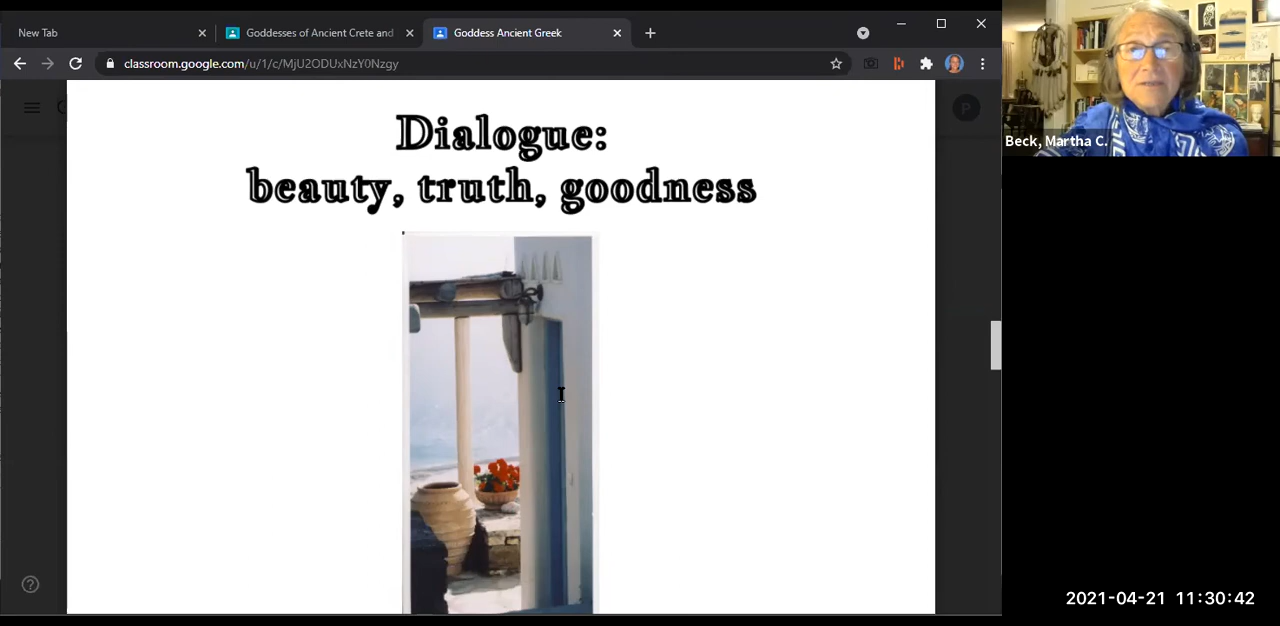 New Tab
Goddesses of Ancient Crete and
Goddess Ancient Greek
classroom.google.com/u/1/c/MjU2ODUxNzY0Nzgy
P
Dialogue:
beauty, truth, goodness
Beck, Martha C.
2021-04-21 11:30:42